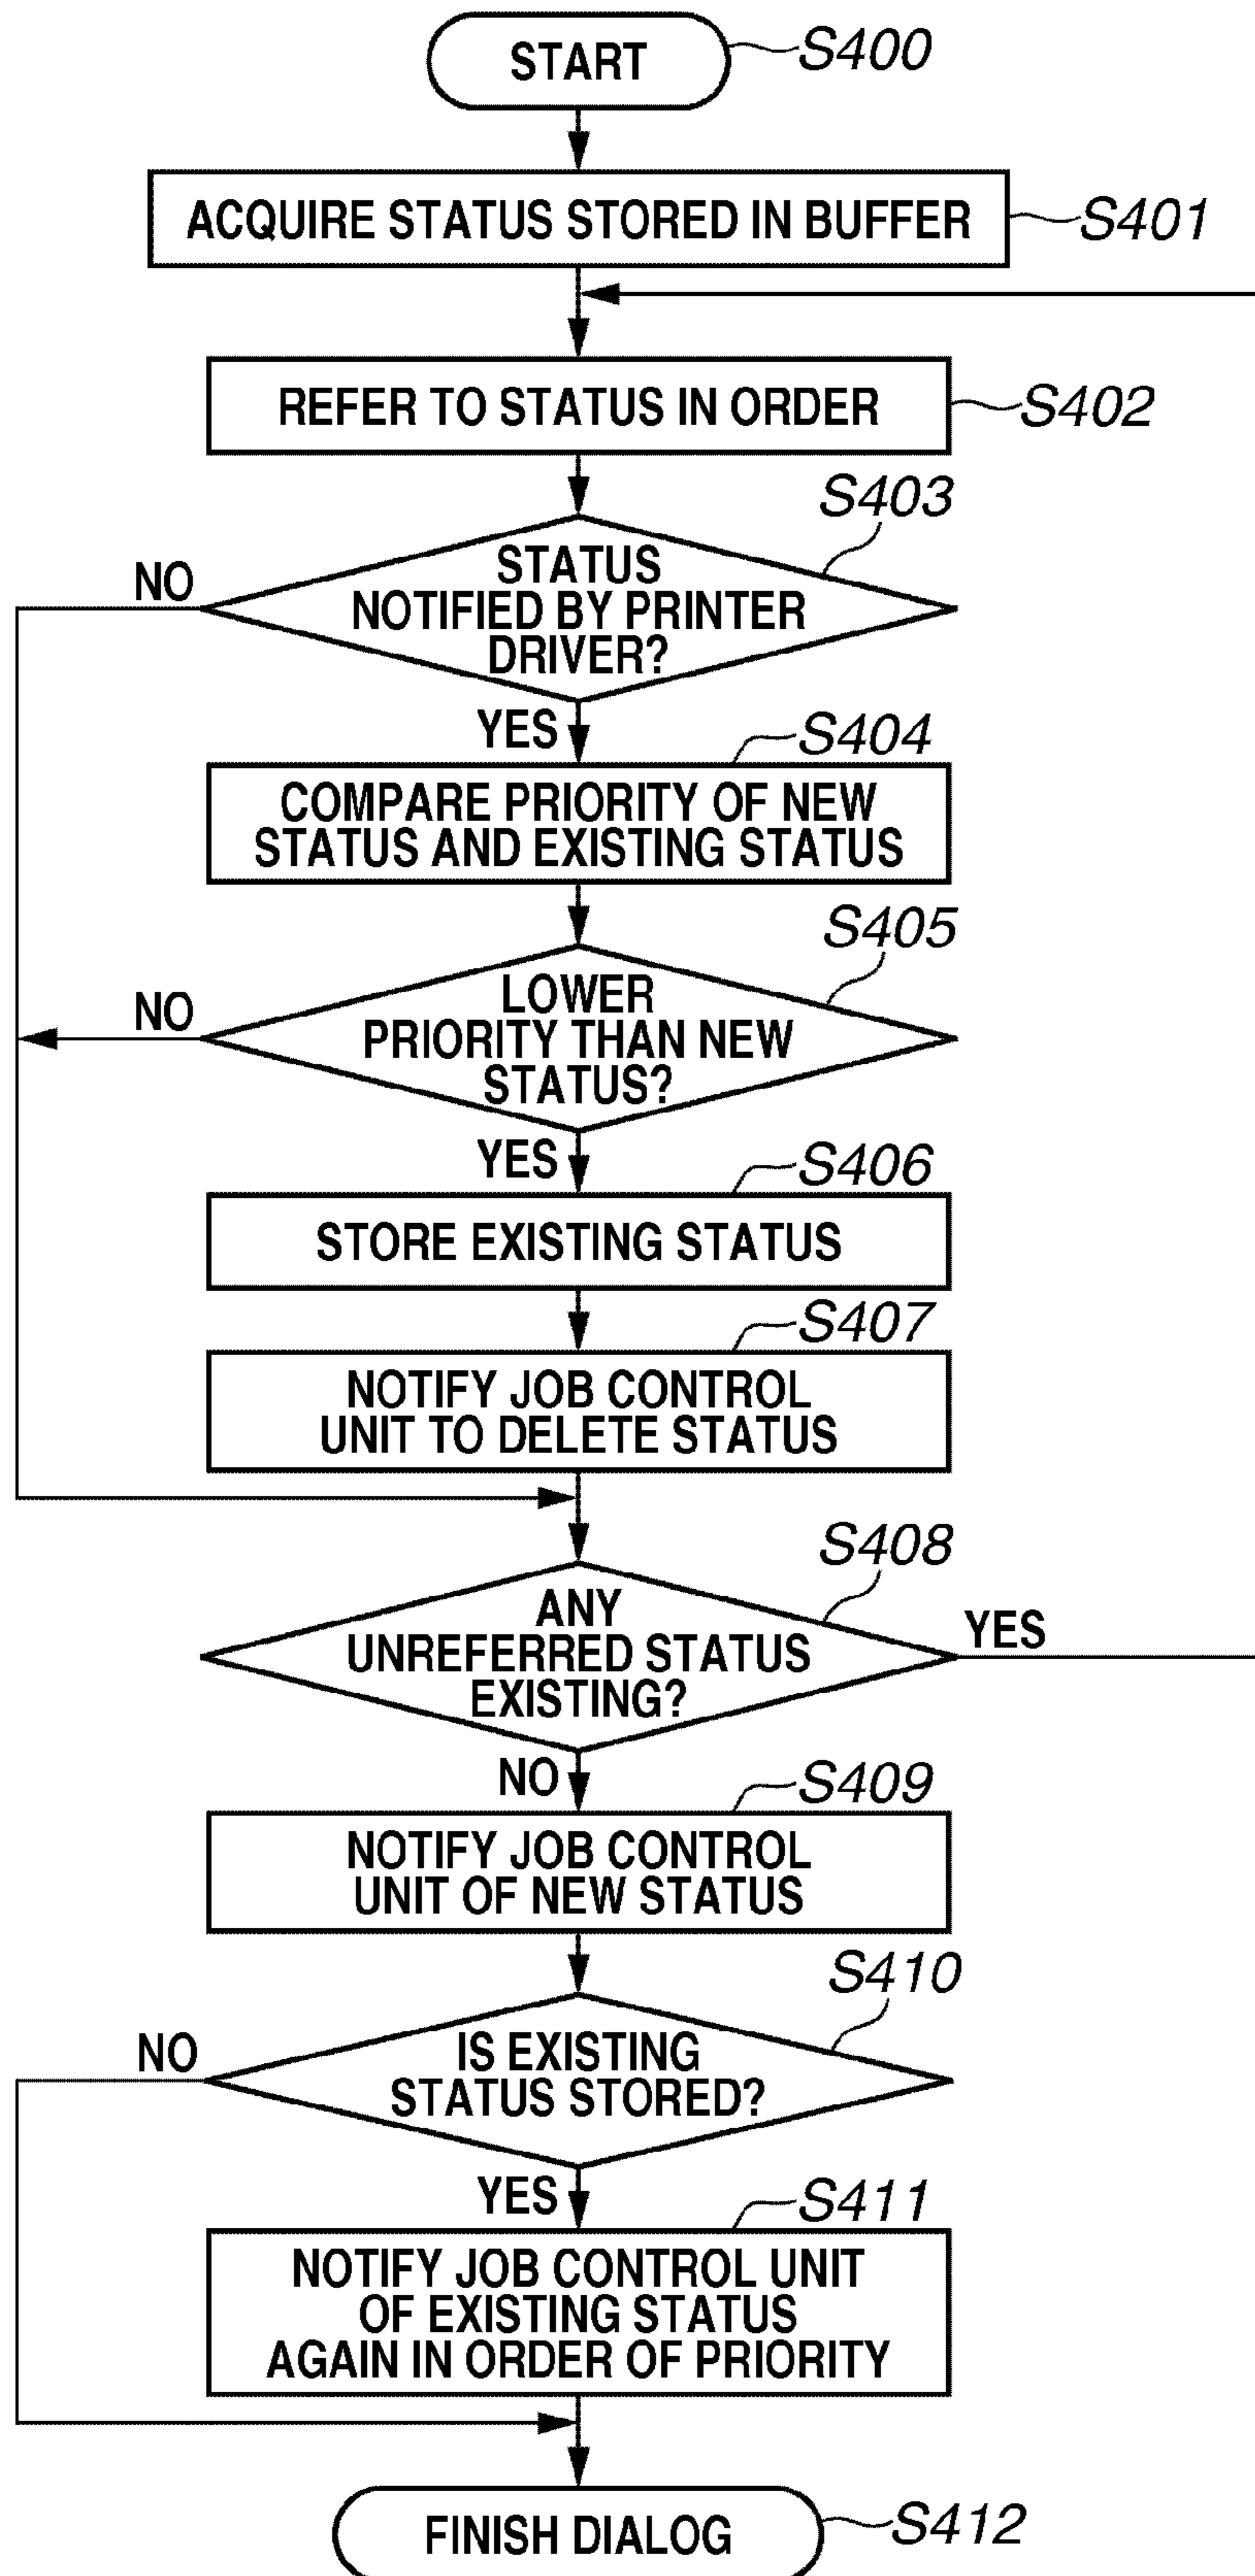 START
S400
ACQUIRE STATUS STORED IN BUFFER
S401
REFER TO STATUS IN ORDER
S402
S403
STATUS
NOTIFIED BY PRINTER
DRIVER?
NO
YES
S404
COMPARE PRIORITY OF NEW
STATUS AND EXISTING STATUS
S405
LOWER
PRIORITY THAN NEW
STATUS?
NO
YES
S406
STORE EXISTING STATUS
S407
NOTIFY JOB CONTROL
UNIT TO DELETE STATUS
S408
ANY
UNREFERRED STATUS
EXISTING?
YES
NO
S409
NOTIFY JOB CONTROL
UNIT OF NEW STATUS
S410
IS EXISTING
STATUS STORED?
NO
YES
S411
NOTIFY JOB CONTROL UNIT
OF EXISTING STATUS
AGAIN IN ORDER OF PRIORITY
FINISH DIALOG
S412